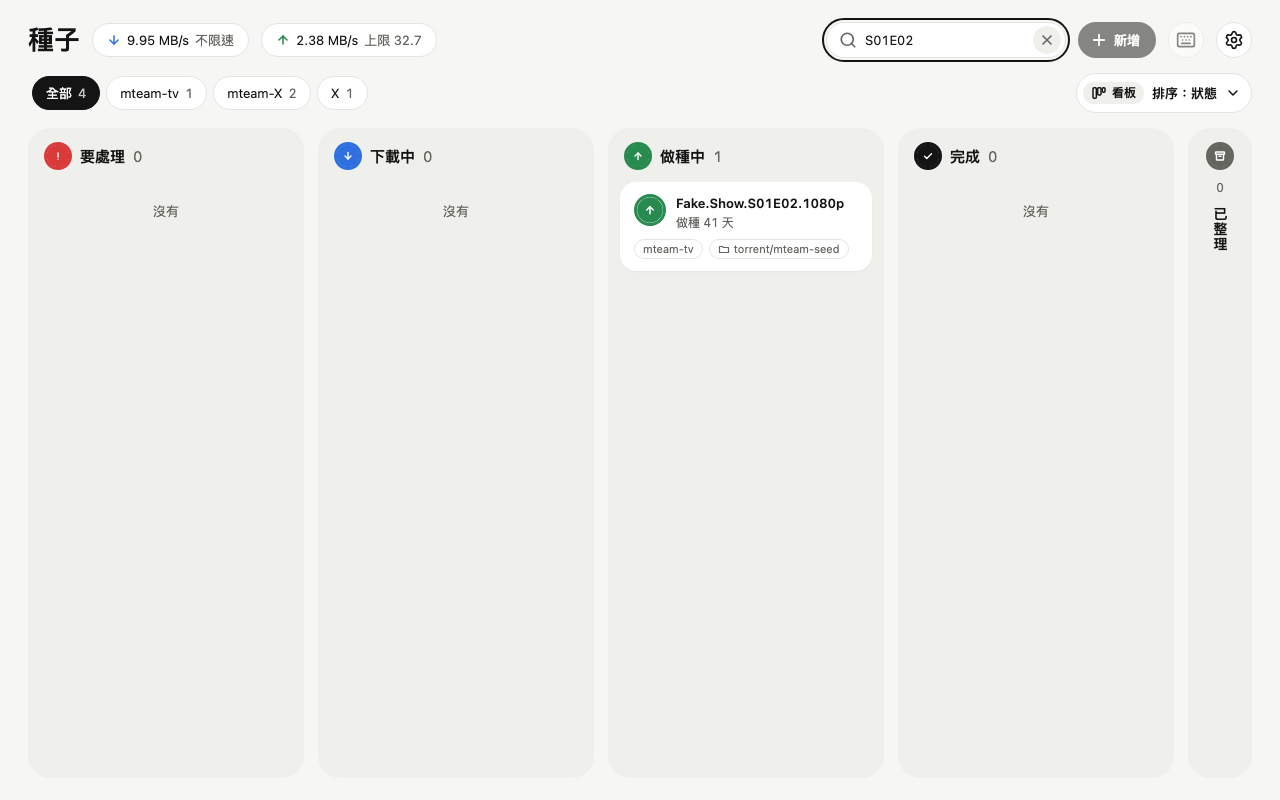 種子
9.95 MB/s 不限速
2.38 MB/s 上限 32.7
S01E02
新增
全部 4
mteam-tv 1
mteam-X 2
X 1
看板 排序：狀態
! 要處理 0
沒有
下載中 0
沒有
做種中 1
Fake.Show.S01E02.1080p
做種 41 天
mteam-tv
torrent/mteam-seed
完成 0
沒有
0
已整理